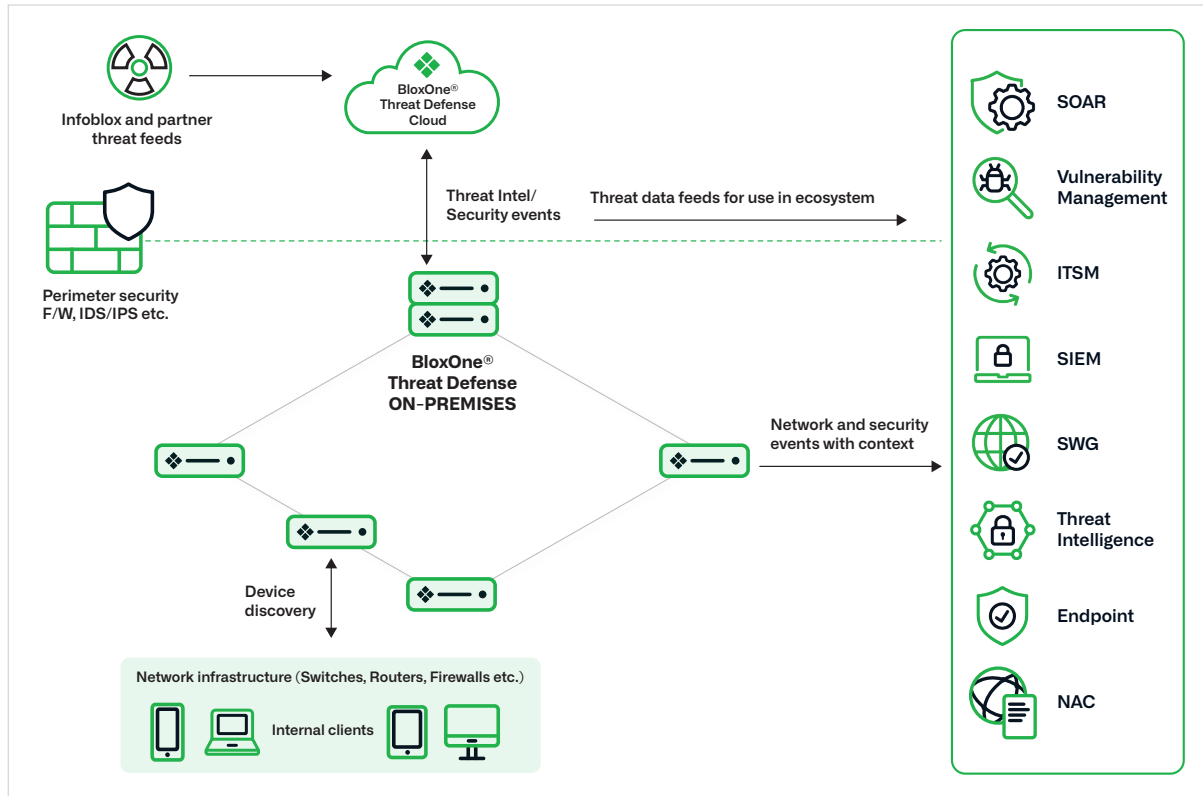 BloxOne®
Threat Defense
Cloud
Infoblox and partner
threat feeds
Threat Intel/
Security events
Threat data feeds for use in ecosystem
Perimeter security
F/W, IDS/IPS etc.
BloxOne®
Threat Defense
ON-PREMISES
Network and security
events with context
Device
discovery
Network infrastructure (Switches, Routers, Firewalls etc.)
Internal clients
SOAR
Vulnerability
Management
ITSM
SIEM
SWG
Threat
Intelligence
Endpoint
NAC